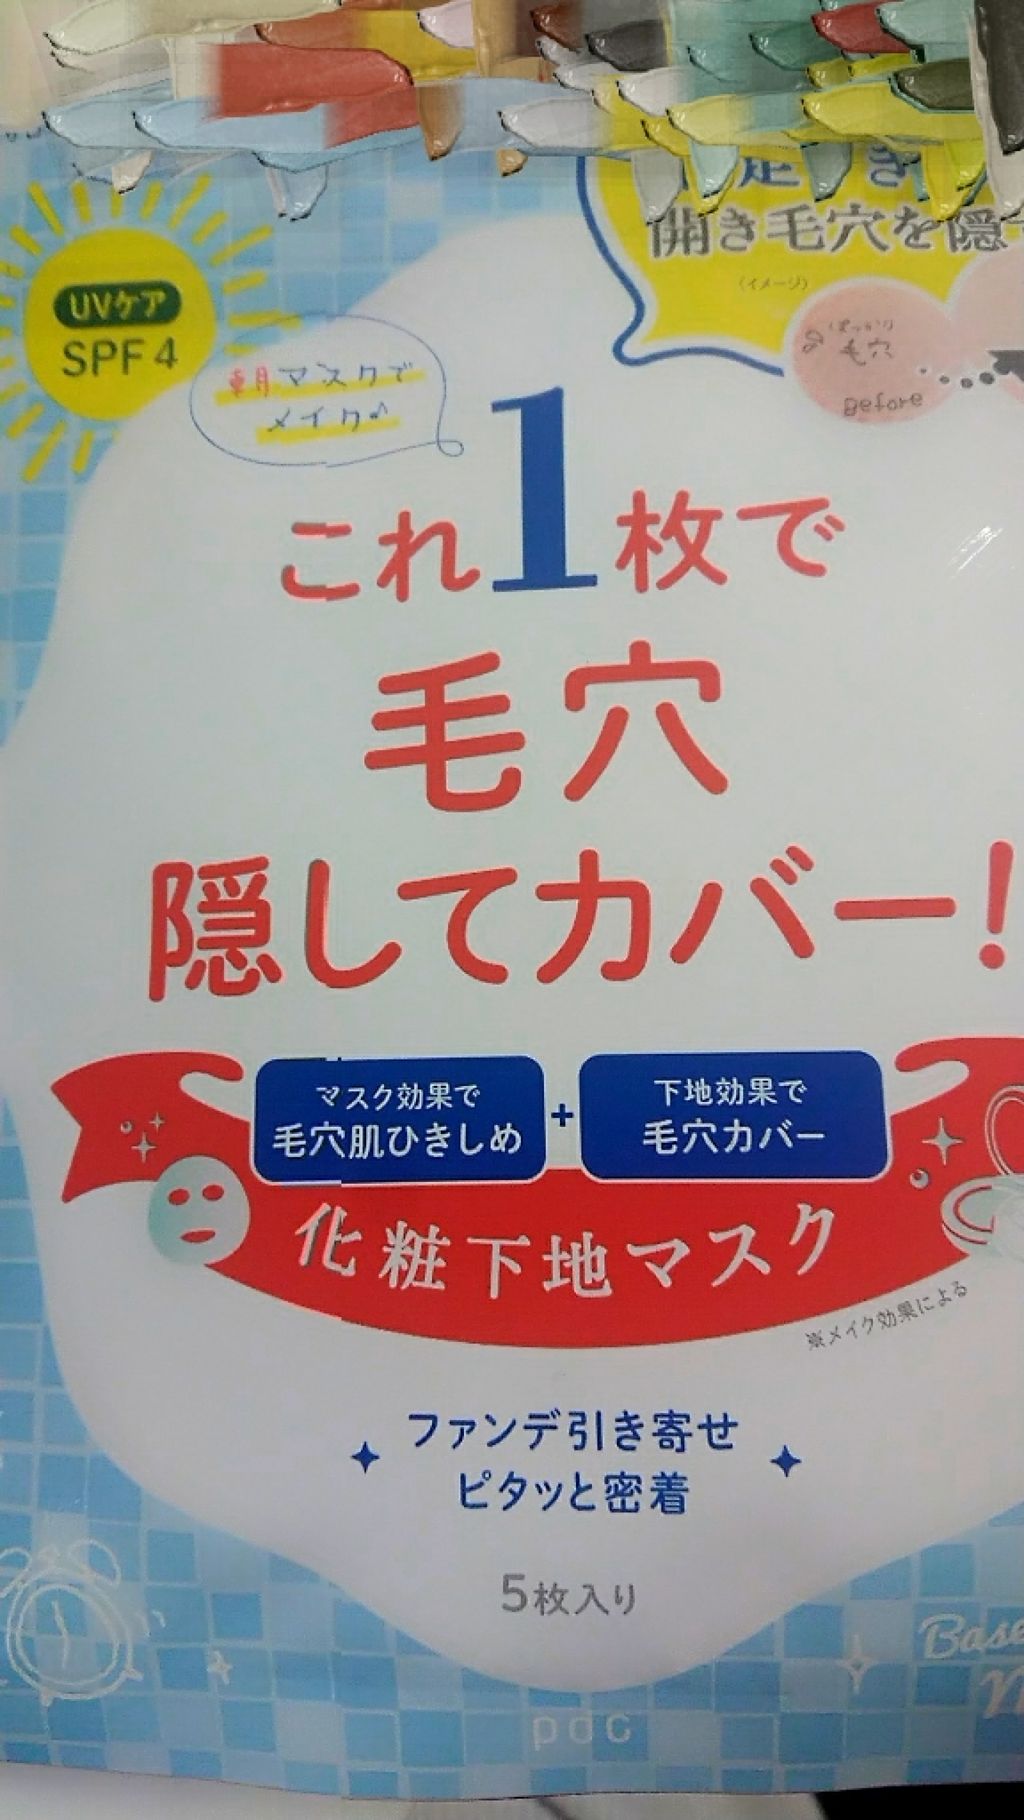 開き毛穴を隠
(イメージ)
UVケア
SPF4
ぽっかり
毛穴
Before
朝マスクで
メイク♪
これ1枚で
毛穴
隠してカバー!
マスク効果で
毛穴肌ひきしめ
+
下地効果で
毛穴カバー
化粧下地マスク
※メイク効果による
ファンデ引き寄せ
ピタッと密着
5枚入り
Base
pdc